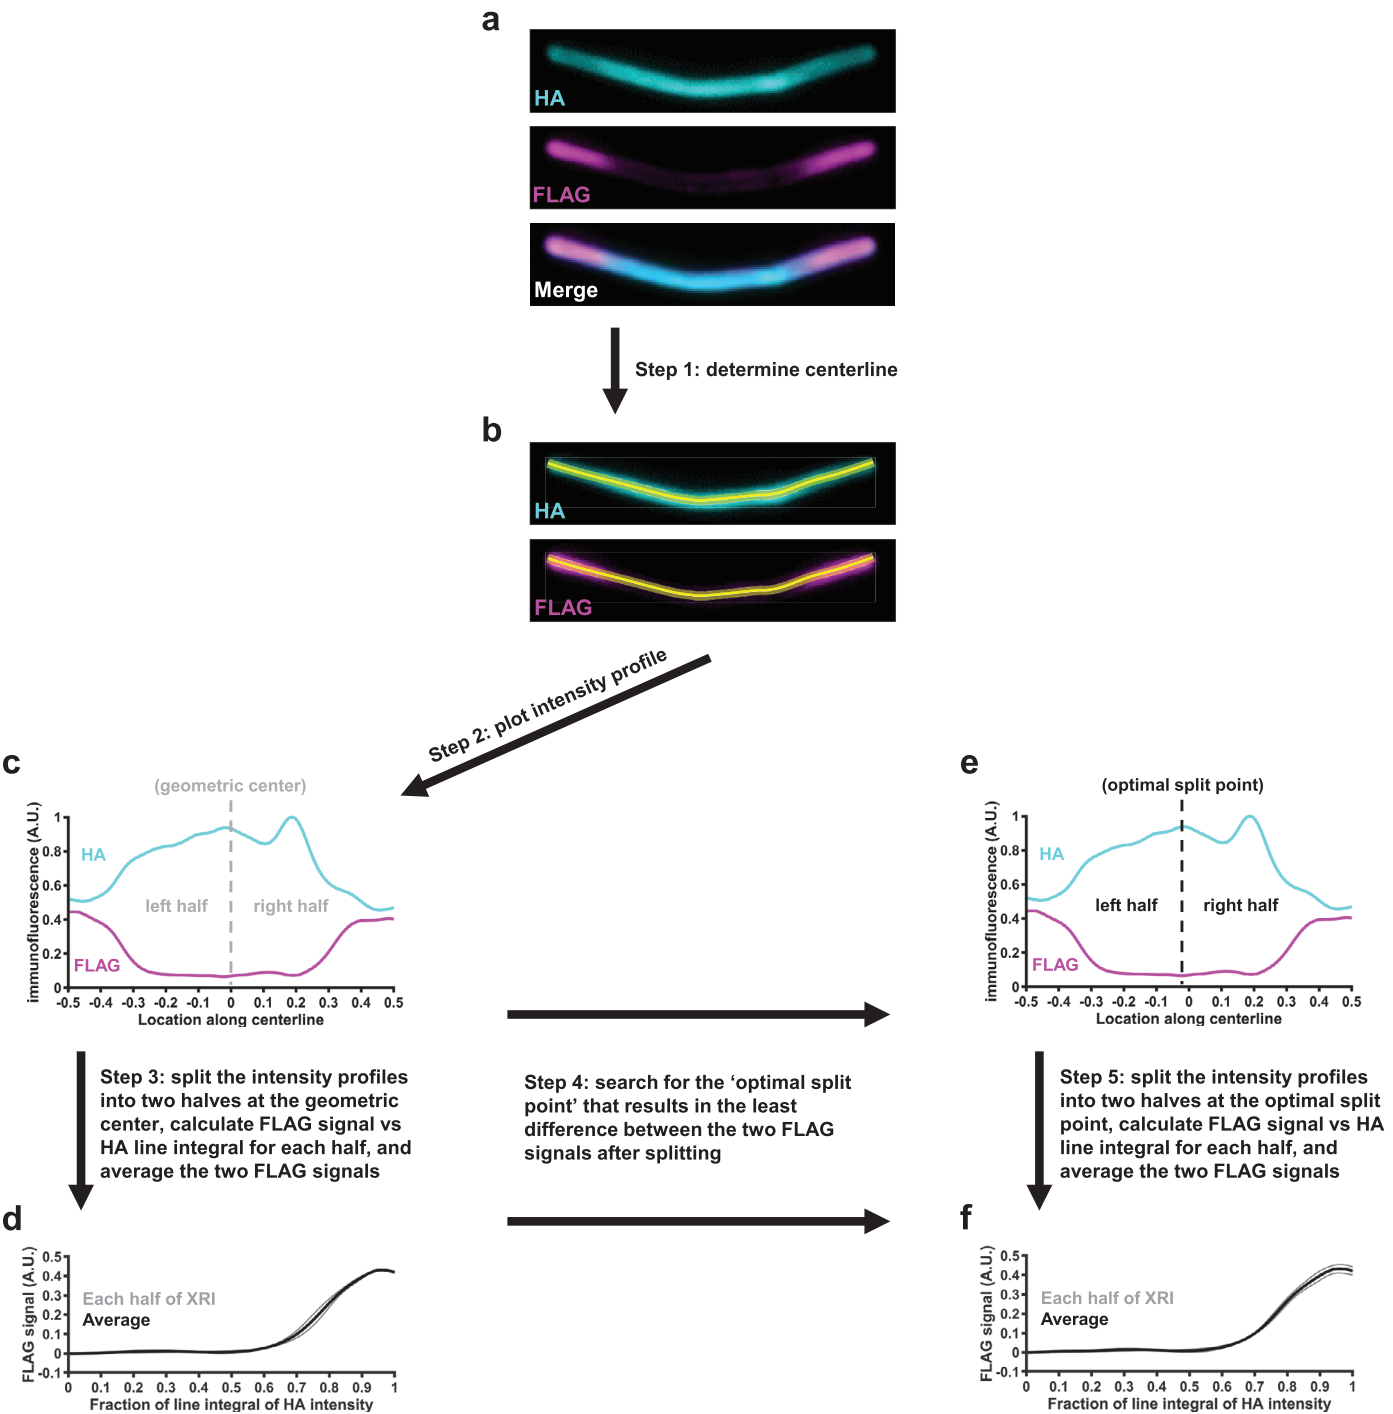 a
HA
FLAG
Merge
Step 1: determine centerline
b
HA
FLAG
Step 2: plot intensity profile
c
(geometric center)
immunofluorescence (A.U.)
1
0.8
0.6
0.4
0.2
0
HA
left half
right half
FLAG
-0.5 -0.4 -0.3 -0.2 -0.1 0 0.1 0.2 0.3 0.4 0.5
Location along centerline
e
(optimal split point)
immunofluorescence (A.U.)
1
0.8
0.6
0.4
0.2
0
HA
left half
right half
FLAG
-0.5 -0.4 -0.3 -0.2 -0.1 0 0.1 0.2 0.3 0.4 0.5
Location along centerline
Step 3: split the intensity profiles
into two halves at the geometric
center, calculate FLAG signal vs
HA line integral for each half, and
average the two FLAG signals
Step 4: search for the ‘optimal split
point’ that results in the least
difference between the two FLAG
signals after splitting
Step 5: split the intensity profiles
into two halves at the optimal split
point, calculate FLAG signal vs HA
line integral for each half, and
average the two FLAG signals
d
FLAG signal (A.U.)
0.5
0.4
0.3
0.2
0.1
0
-0.1
Each half of XRI
Average
0 0.1 0.2 0.3 0.4 0.5 0.6 0.7 0.8 0.9 1
Fraction of line integral of HA intensity
f
FLAG signal (A.U.)
0.5
0.4
0.3
0.2
0.1
0
-0.1
Each half of XRI
Average
0 0.1 0.2 0.3 0.4 0.5 0.6 0.7 0.8 0.9 1
Fraction of line integral of HA intensity